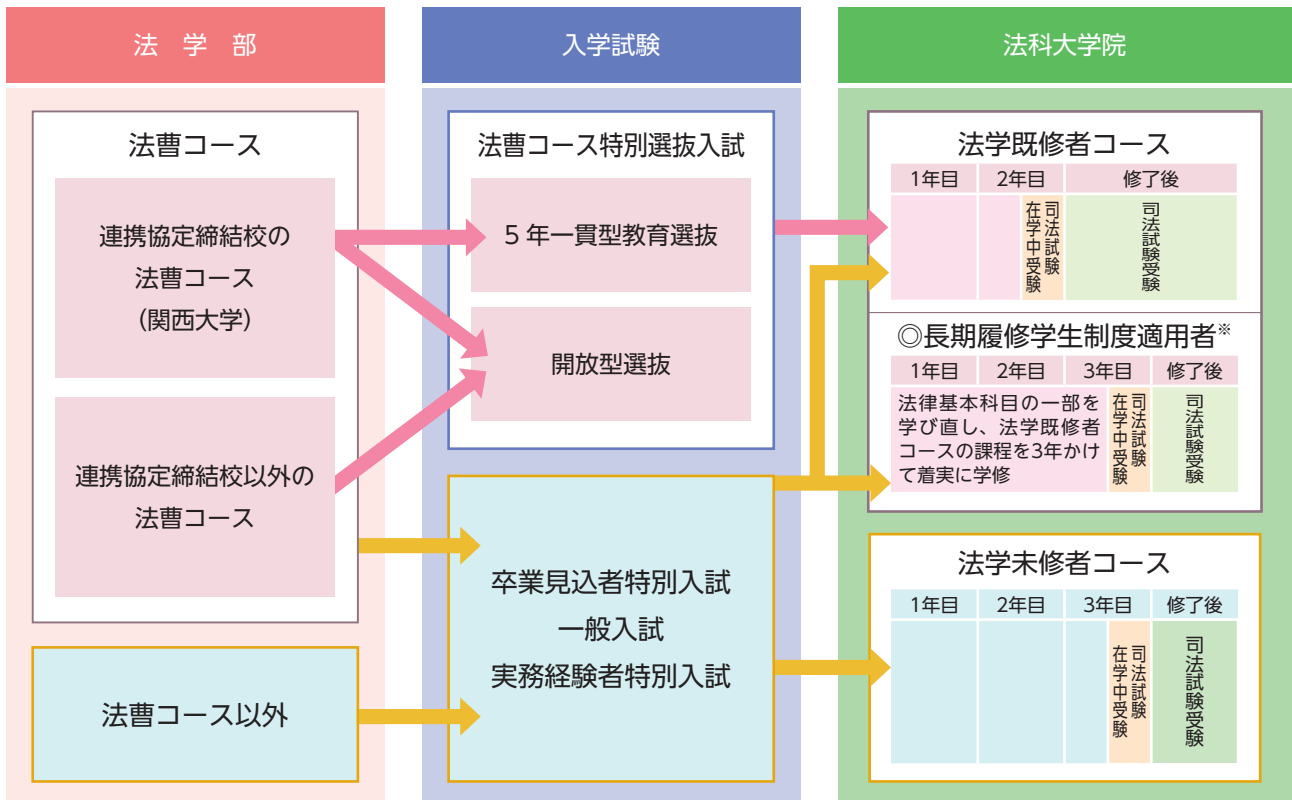 法 学 部
入学試験
法科大学院
法曹コース
連携協定締結校の
法曹コース
(関西大学)
連携協定締結校以外の
法曹コース
法曹コース以外
法曹コース特別選抜入試
5 年一貫型教育選抜
開放型選抜
卒業見込者特別入試
一般入試
実務経験者特別入試
法学既修者コース
1年目 2年目 修了後
司法試験
在学中受験
司法試験受験
◎長期履修学生制度適用者※
1年目 2年目 3年目 修了後
法律基本科目の一部を
学び直し、法学既修者
コースの課程を3年かけ
て着実に学修
司法試験
在学中受験
司法試験受験
法学未修者コース
1年目 2年目 3年目 修了後
司法試験
在学中受験
司法試験受験